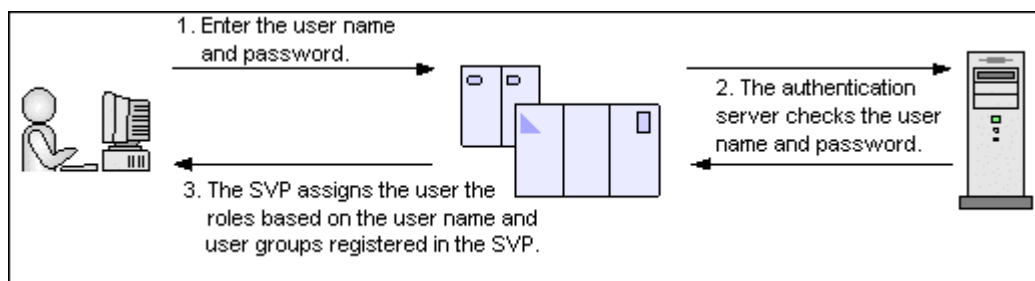 1. Enter the user name
and password.
2. The authentication
server checks the user
name and password.
3. The SVP assigns the user the
roles based on the user name and
user groups registered in the SVP.